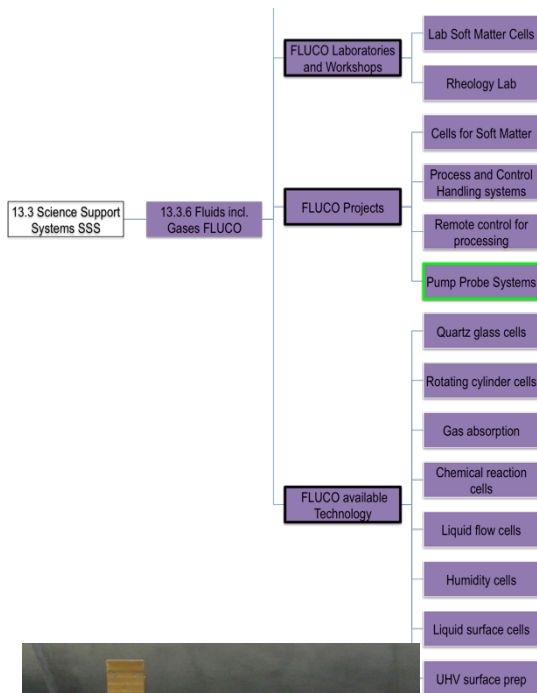 FLUCO Laboratories
and Workshops
Lab Soft Matter Cells
Rheology Lab
13.3 Science Support
Systems SSS
13.3.6 Fluids incl.
Gases FLUCO
FLUCO Projects
Cells for Soft Matter
Process and Control
Handling systems
Remote control for
processing
Pump Probe Systems
FLUCO available
Technology
Quartz glass cells
Rotating cylinder cells
Gas absorption
Chemical reaction
cells
Liquid flow cells
Humidity cells
Liquid surface cells
UHV surface prep